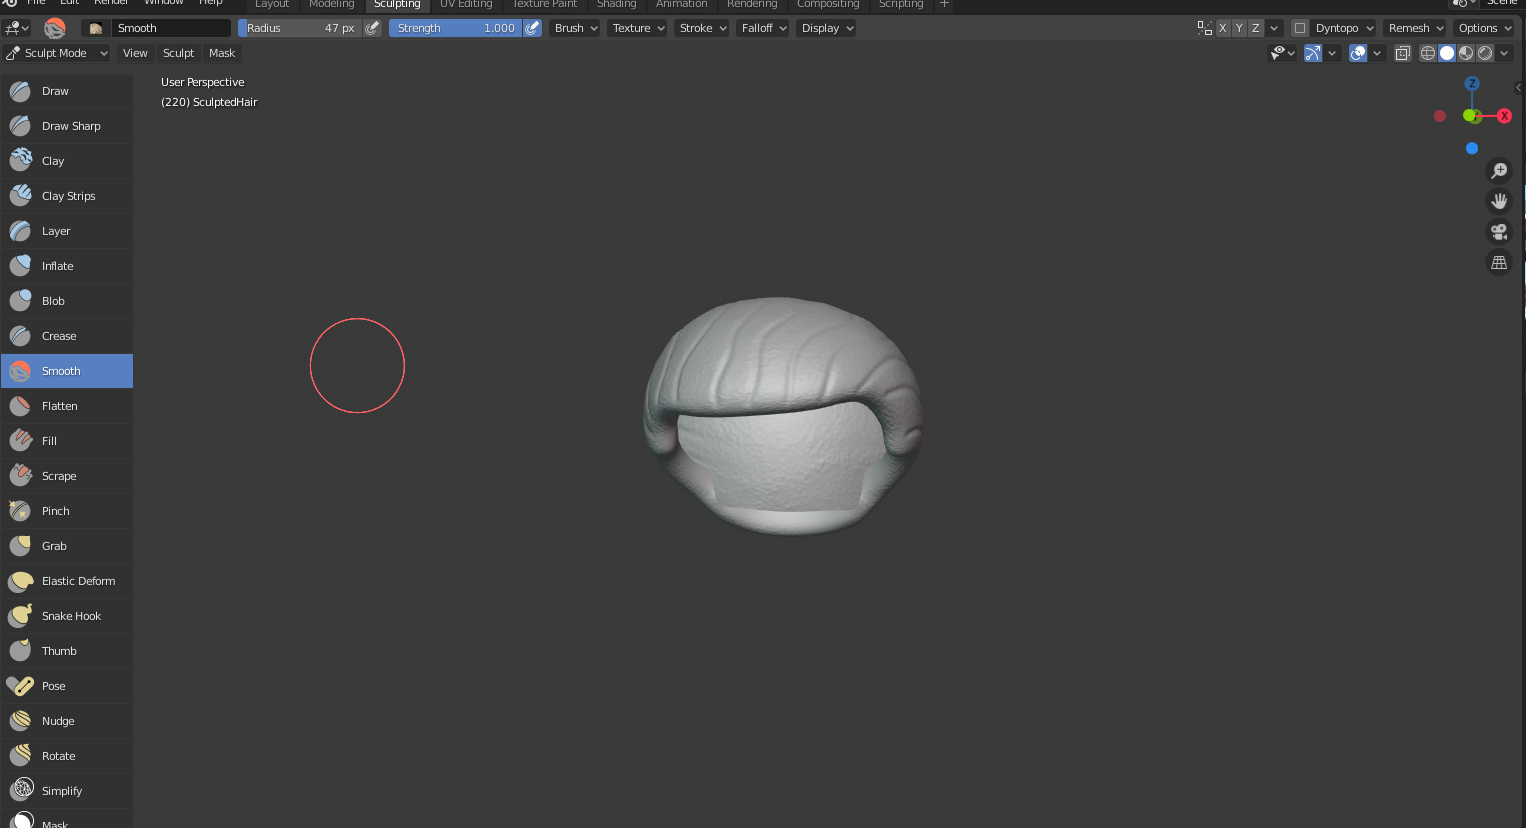 File Edit Render Window Help Layout Modeling Sculpting UV Editing Texture Paint Shading Animation Rendering Compositing Scripting + Scene
Smooth Radius 47 px Strength 1.000 Brush Texture Stroke Falloff Display X Y Z Dyntopo Remesh Options
Sculpt Mode View Sculpt Mask
User Perspective
(220) SculptedHair
Z
X
Draw
Draw Sharp
Clay
Clay Strips
Layer
Inflate
Blob
Crease
Smooth
Flatten
Fill
Scrape
Pinch
Grab
Elastic Deform
Snake Hook
Thumb
Pose
Nudge
Rotate
Simplify
Mask